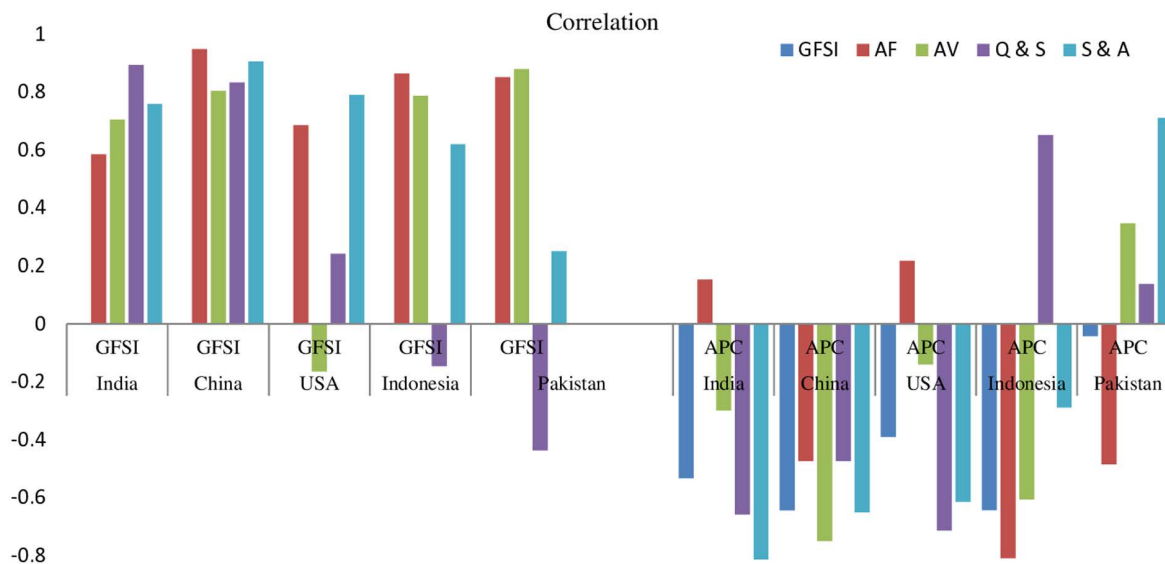 Correlation
GFSI AF AV Q & S S & A
1
0.8
0.6
0.4
0.2
0
-0.2
-0.4
-0.6
-0.8
GFSI GFSI GFSI GFSI GFSI APC APC APC APC APC
India China USA Indonesia Pakistan India China USA Indonesia Pakistan